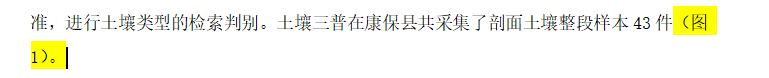 准，进行土壤类型的检索判别。土壤三普在康保县共采集了剖面土壤整段样本 43 件（图
1）。